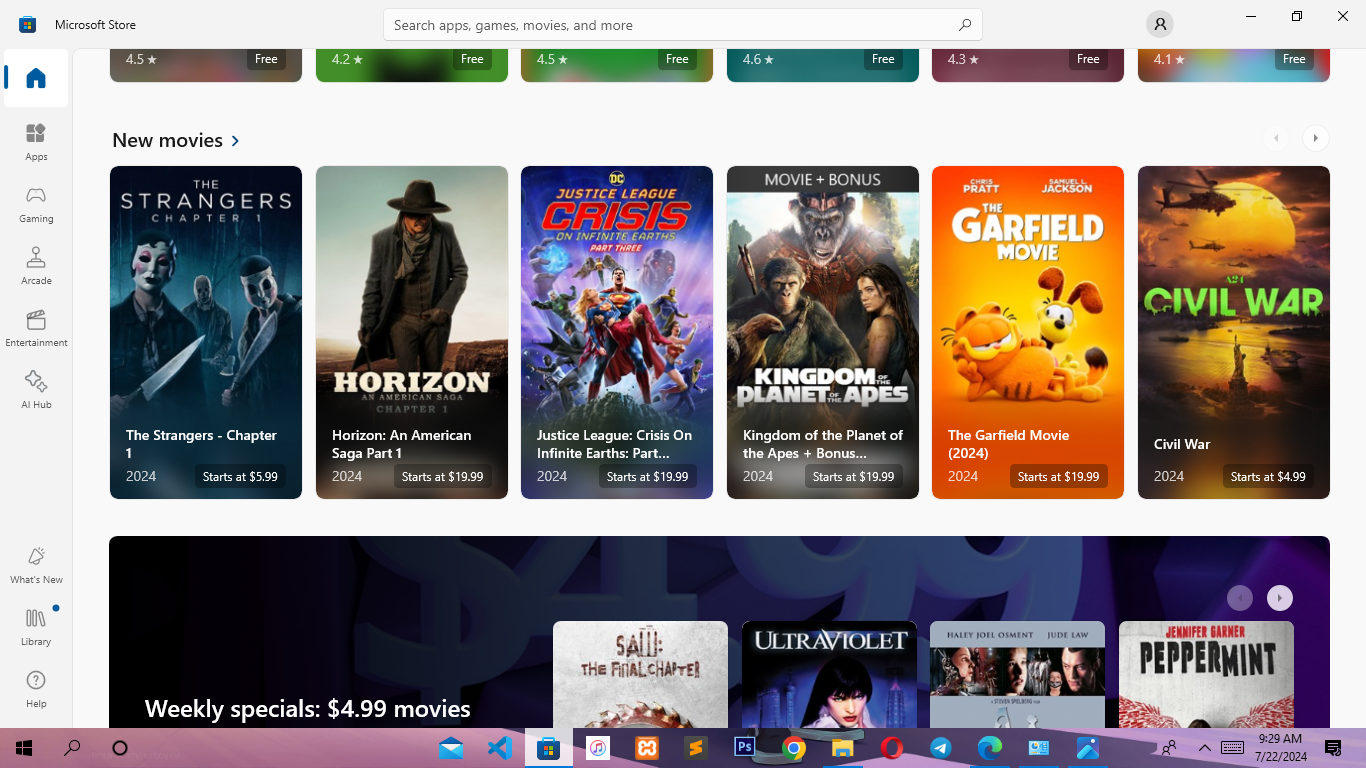 Microsoft Store
Search apps, games, movies, and more
4.5 ★ Free
4.2 ★ Free
4.5 ★ Free
4.6 ★ Free
4.3 ★ Free
4.1 ★ Free
Home
Apps
Gaming
Arcade
Entertainment
AI Hub
What's New
Library
Help
New movies
THE
STRANGERS
CHAPTER 1
The Strangers - Chapter
1
2024 Starts at $5.99
HORIZON
AN AMERICAN SAGA
CHAPTER 1
Horizon: An American
Saga Part 1
2024 Starts at $19.99
DC
JUSTICE LEAGUE
CRISIS
ON INFINITE EARTHS
PART THREE
Justice League: Crisis On
Infinite Earths: Part...
2024 Starts at $19.99
MOVIE + BONUS
KINGDOM OF THE
PLANET OF THE APES
Kingdom of the Planet of
the Apes + Bonus...
2024 Starts at $19.99
CHRIS PRATT
SAMUEL L. JACKSON
THE
GARFIELD
MOVIE
The Garfield Movie
(2024)
2024 Starts at $19.99
A24
CIVIL WAR
Civil War
2024 Starts at $4.99
$4.99
Weekly specials: $4.99 movies
SAW:
THE FINAL CHAPTER
ULTRAVIOLET
HALEY JOEL OSMENT JUDE LAW
A STEVEN SPIELBERG FILM
JENNIFER GARNER
PEPPERMINT
Ps
9:29 AM
7/22/2024